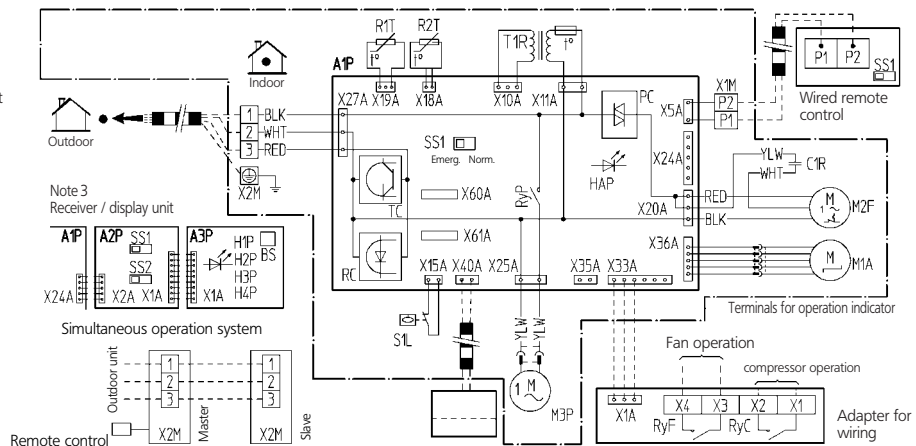 Indoor
Outdoor
t
R1T
R2T
t°
t°
T1R
t°
A1P
X27A
X19A
X18A
X10A
X11A
PC
X5A
X1M
P2
P1
P1
P2
SS1
Wired remote
control
1
BLK
2
WHT
3
RED
X2M
SS1
Emerg.
Norm.
HAP
X24A
YLW
C1R
WHT
RyP
TC
X60A
X61A
RC
X20A
RED
BLK
M
1
M2F
X36A
M
M1A
X15A
X40A
X25A
X35A
X33A
S1L
YLW
YLW
M
1
M3P
Terminals for operation indicator
Note 3
Receiver / display unit
A1P
A2P
A3P
SS1
SS2
H1P
H2P
H3P
H4P
BS
X24A
X2A
X1A
X1A
Simultaneous operation system
Outdoor unit
1
2
3
1
2
3
Master
Slave
Remote control
X2M
X2M
Fan operation
compressor operation
X1A
X4
X3
X2
X1
RyF
RyC
Adapter for
wiring